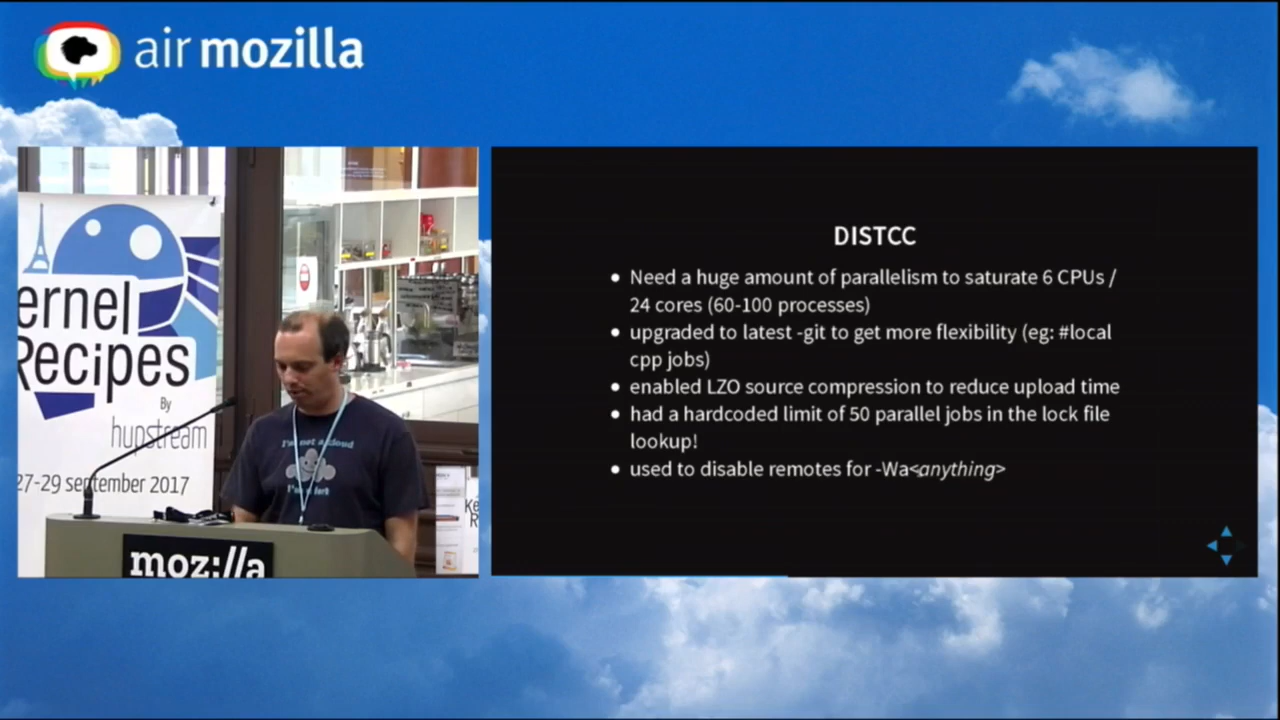 air mozilla
ernel
Recipes
By
hupstream
27-29 september 2017
I'm not a cloud
moz://a
DISTCC
• Need a huge amount of parallelism to saturate 6 CPUs /
24 cores (60-100 processes)
• upgraded to latest -git to get more flexibility (eg: #local
cpp jobs)
• enabled LZO source compression to reduce upload time
• had a hardcoded limit of 50 parallel jobs in the lock file
lookup!
• used to disable remotes for -Wa<anything>